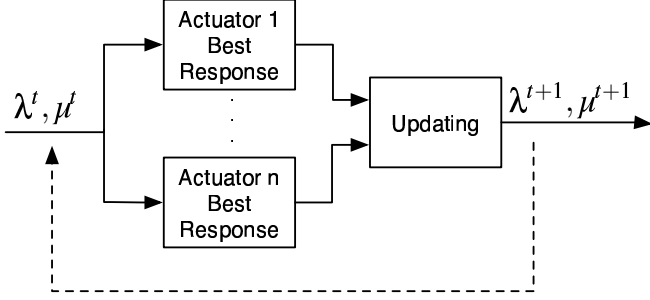 λ^t, μ^t
Actuator 1
Best
Response
.
.
.
Actuator n
Best
Response
Updating
λ^{t+1}, μ^{t+1}